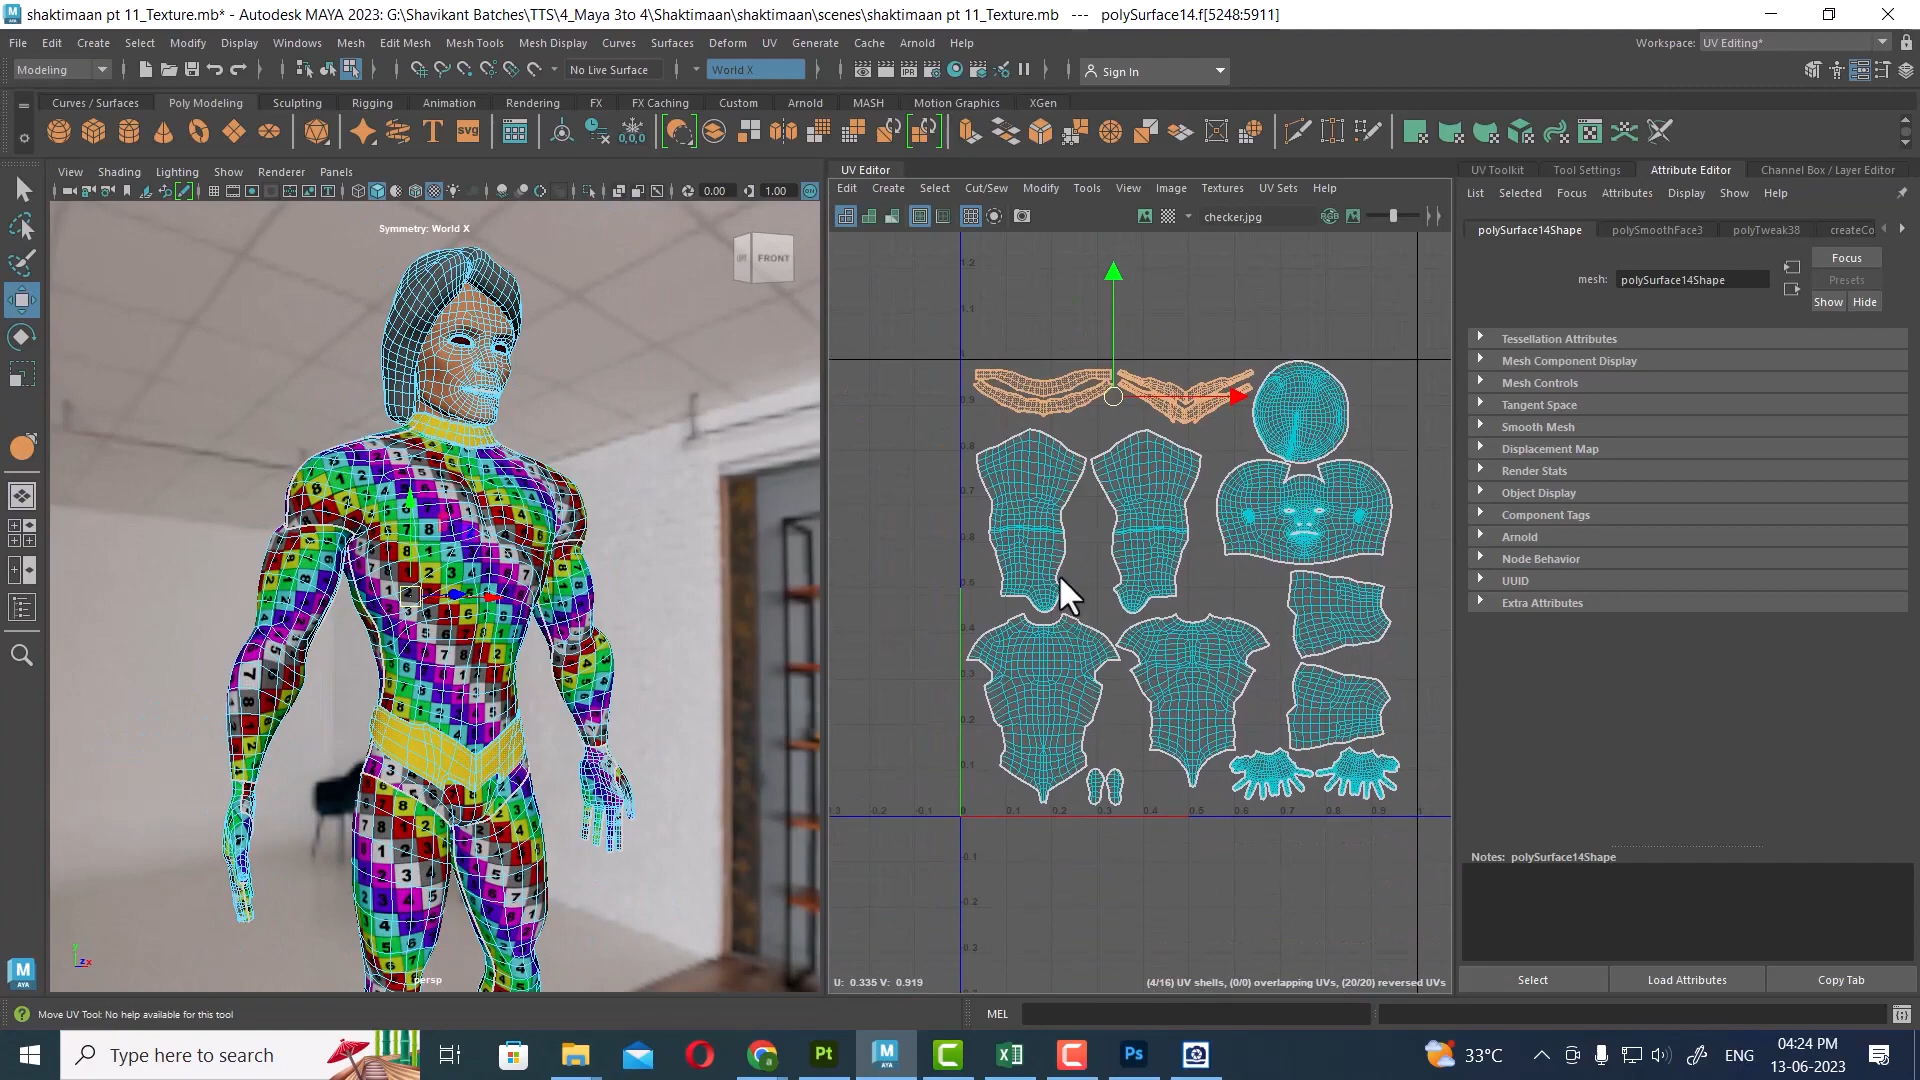 shaktimaan pt 11_Texture.mb* - Autodesk MAYA 2023: G:\Shavikant Batches\TTS\4_Maya 3to 4\Shaktimaan\shaktimaan\scenes\shaktimaan pt 11_Texture.mb --- polySurface14.f[5248:5911]
File Edit Create Select Modify Display Windows Mesh Edit Mesh Mesh Tools Mesh Display Curves Surfaces Deform UV Generate Cache Arnold Help
Workspace: UV Editing*
Modeling
No Live Surface
World X
Sign In
Curves / Surfaces Poly Modeling Sculpting Rigging Animation Rendering FX FX Caching Custom Arnold MASH Motion Graphics XGen
View Shading Lighting Show Renderer Panels
0.00
1.00
Symmetry: World X
FRONT
persp
UV Editor
Edit Create Select Cut/Sew Modify Tools View Image Textures UV Sets Help
checker.jpg
U: 0.335 V: 0.919
(4/16) UV shells, (0/0) overlapping UVs, (20/20) reversed UVs
UV Toolkit Tool Settings Attribute Editor Channel Box / Layer Editor
List Selected Focus Attributes Display Show Help
polySurface14Shape polySmoothFace3 polyTweak38 createCo
mesh: polySurface14Shape
Focus
Presets
Show Hide
Tessellation Attributes
Mesh Component Display
Mesh Controls
Tangent Space
Smooth Mesh
Displacement Map
Render Stats
Object Display
Component Tags
Arnold
Node Behavior
UUID
Extra Attributes
Notes: polySurface14Shape
Select Load Attributes Copy Tab
Move UV Tool: No help available for this tool
MEL
Type here to search
33°C
ENG
04:24 PM
13-06-2023